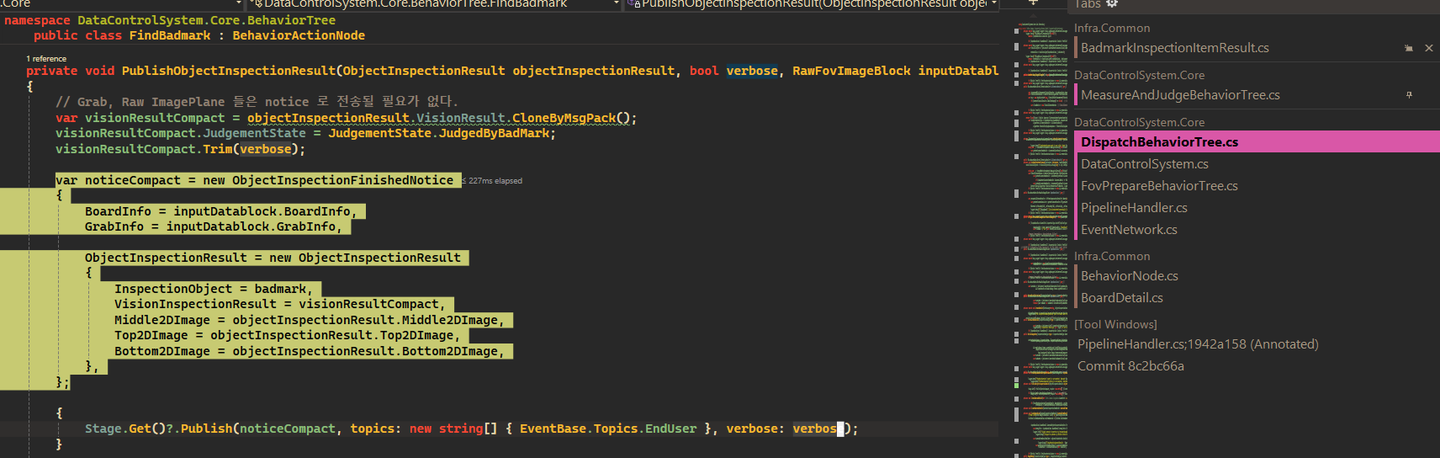 .Core
DataControlSystem.Core.BehaviorTree.FindBadmark
PublishObjectInspectionResult(ObjectInspectionResult objec
namespace DataControlSystem.Core.BehaviorTree
public class FindBadmark : BehaviorActionNode
1 reference
private void PublishObjectInspectionResult(ObjectInspectionResult objectInspectionResult, bool verbose, RawFovImageBlock inputDatabl
{
// Grab, Raw ImagePlane 들은 notice 로 전송될 필요가 없다.
var visionResultCompact = objectInspectionResult.VisionResult.CloneByMsgPack();
visionResultCompact.JudgementState = JudgementState.JudgedByBadMark;
visionResultCompact.Trim(verbose);
var noticeCompact = new ObjectInspectionFinishedNotice ≤ 227ms elapsed
{
BoardInfo = inputDatablock.BoardInfo,
GrabInfo = inputDatablock.GrabInfo,
ObjectInspectionResult = new ObjectInspectionResult
{
InspectionObject = badmark,
VisionInspectionResult = visionResultCompact,
Middle2DImage = objectInspectionResult.Middle2DImage,
Top2DImage = objectInspectionResult.Top2DImage,
Bottom2DImage = objectInspectionResult.Bottom2DImage,
},
};
{
Stage.Get()?.Publish(noticeCompact, topics: new string[] { EventBase.Topics.EndUser }, verbose: verbos );
}
Tabs
Infra.Common
BadmarkInspectionItemResult.cs
DataControlSystem.Core
MeasureAndJudgeBehaviorTree.cs
DataControlSystem.Core
DispatchBehaviorTree.cs
DataControlSystem.cs
FovPrepareBehaviorTree.cs
PipelineHandler.cs
EventNetwork.cs
Infra.Common
BehaviorNode.cs
BoardDetail.cs
[Tool Windows]
PipelineHandler.cs;1942a158 (Annotated)
Commit 8c2bc66a